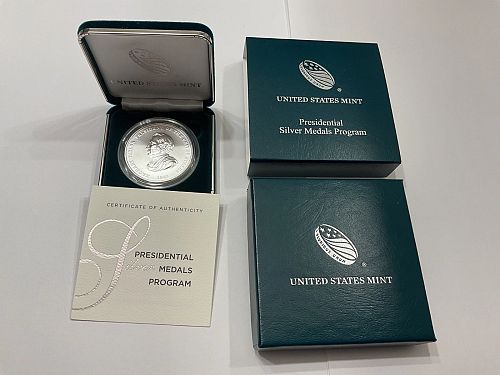 UNITED STATES MINT
CERTIFICATE OF AUTHENTICITY
PRESIDENTIAL
Silver MEDALS
PROGRAM
UNITED STATES MINT
Presidential
Silver Medals Program
UNITED STATES MINT